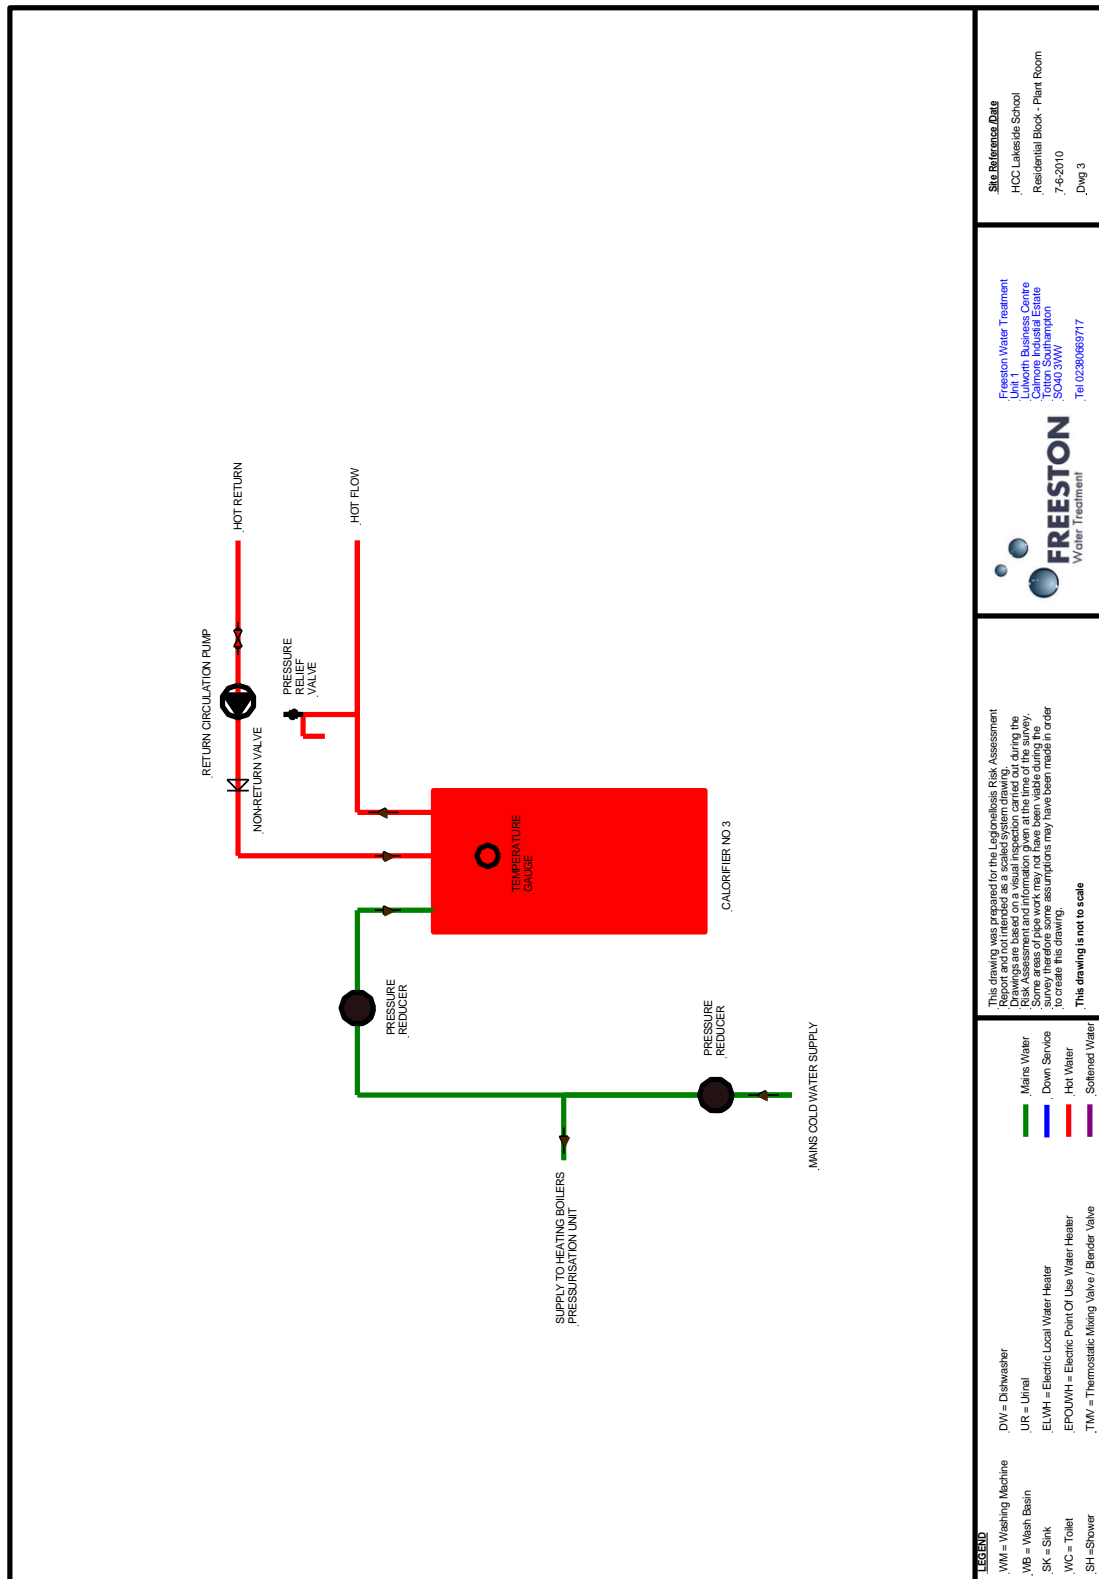 HOT RETURN
HOT FLOW
RETURN CIRCULATION PUMP
PRESSURE
RELIEF
VALVE
NON-RETURN VALVE
TEMPERATURE
GAUGE
CALORIFIER NO 3
PRESSURE
REDUCER
PRESSURE
REDUCER
MAINS COLD WATER SUPPLY
SUPPLY TO HEATING BOILERS
PRESSURISATION UNIT
LEGEND
WM = Washing Machine
WB = Wash Basin
SK = Sink
WC = Toilet
SH =Shower
DW = Dishwasher
UR = Urinal
ELWH = Electric Local Water Heater
EPOUWH = Electric Point Of Use Water Heater
TMV = Thermostatic Mixing Valve / Blender Valve
Mains Water
Down Service
Hot Water
Softened Water
This drawing was prepared for the Legionellosis Risk Assessment
Report and not intended as a scaled system drawing.
Drawings are based on a visual inspection carried out during the
Risk Assessment and information given at the time of the survey.
Some areas of pipe work may not have been viable during the
survey therefore some assumptions may have been made in order
to create this drawing.
This drawing is not to scale
FREESTON
Water Treatment
Freeston Water Treatment
Unit 1
Lulworth Business Centre
Calmore Industial Estate
Totton Southampton
SO40 3WW
Tel 02380669717
Site Reference /Date
HCC Lakeside School
Residential Block - Plant Room
7-6-2010
Dwg 3